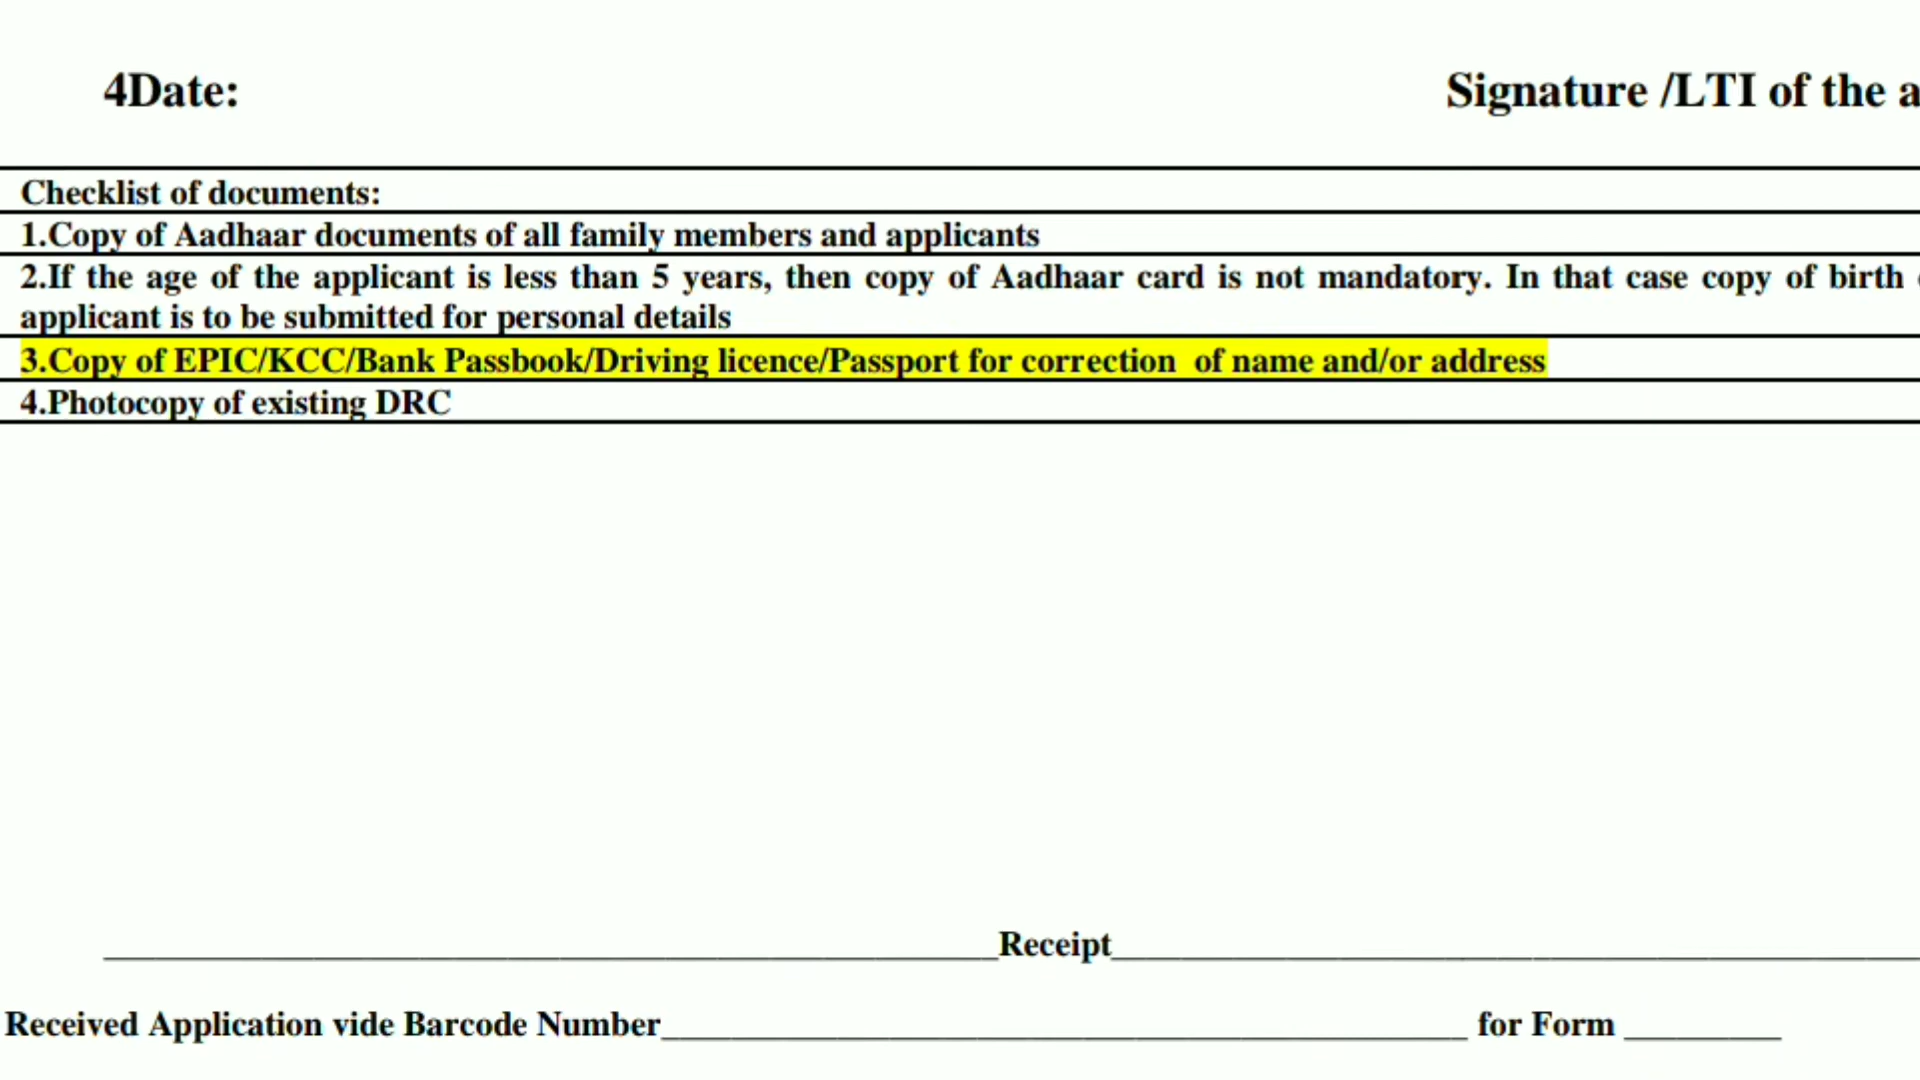 4Date: Signature /LTI of the a
Checklist of documents:
1.Copy of Aadhaar documents of all family members and applicants
2.If the age of the applicant is less than 5 years, then copy of Aadhaar card is not mandatory. In that case copy of birth
applicant is to be submitted for personal details
3.Copy of EPIC/KCC/Bank Passbook/Driving licence/Passport for correction  of name and/or address
4.Photocopy of existing DRC
Receipt
Received Application vide Barcode Number for Form